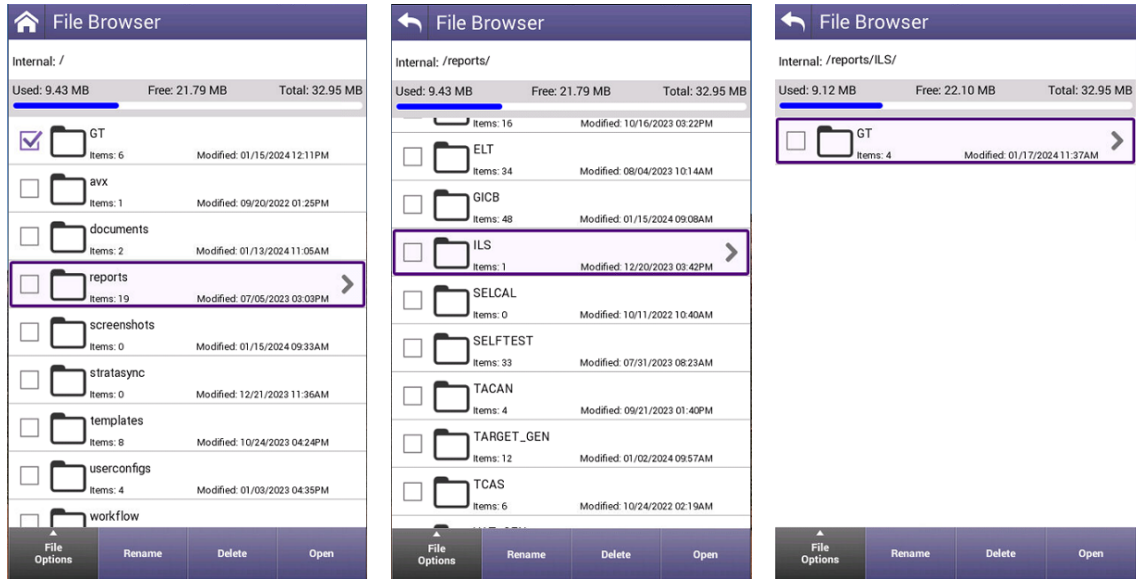 File Browser
Internal: /
Used: 9.43 MB Free: 21.79 MB Total: 32.95 MB
GT
Items: 6 Modified: 01/15/2024 12:11PM
avx
Items: 1 Modified: 09/20/2022 01:25PM
documents
Items: 2 Modified: 01/13/2024 11:05AM
reports
Items: 19 Modified: 07/05/2023 03:03PM
screenshots
Items: 0 Modified: 01/15/2024 09:33AM
stratasync
Items: 0 Modified: 12/21/2023 11:36AM
templates
Items: 8 Modified: 10/24/2023 04:24PM
userconfigs
Items: 4 Modified: 01/03/2023 04:35PM
workflow
File Options Rename Delete Open
File Browser
Internal: /reports/
Used: 9.43 MB Free: 21.79 MB Total: 32.95 MB
Items: 16 Modified: 10/16/2023 03:22PM
ELT
Items: 34 Modified: 08/04/2023 10:14AM
GICB
Items: 48 Modified: 01/15/2024 09:08AM
ILS
Items: 1 Modified: 12/20/2023 03:42PM
SELCAL
Items: 0 Modified: 10/11/2022 10:40AM
SELFTEST
Items: 33 Modified: 07/31/2023 08:23AM
TACAN
Items: 4 Modified: 09/21/2023 01:40PM
TARGET_GEN
Items: 12 Modified: 01/02/2024 09:57AM
TCAS
Items: 6 Modified: 10/24/2022 02:19AM
File Options Rename Delete Open
File Browser
Internal: /reports/ILS/
Used: 9.12 MB Free: 22.10 MB Total: 32.95 MB
GT
Items: 4 Modified: 01/17/2024 11:37AM
File Options Rename Delete Open